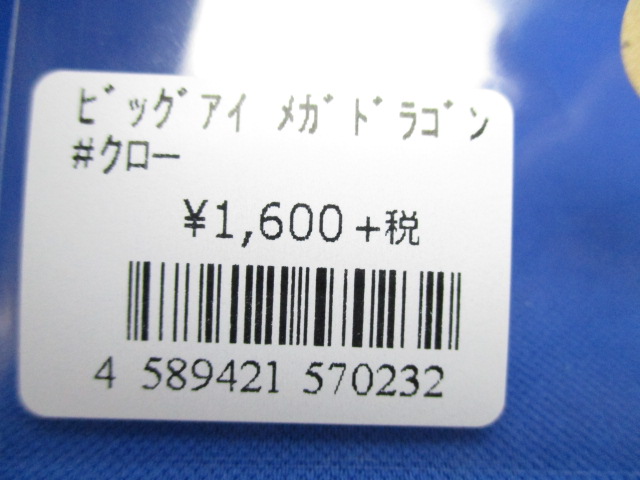 ﾋﾞｯｸﾞｱｲ ﾒｶﾞﾄﾞﾗｺﾞﾝ
#ｸﾛｰ
¥1,600+税
4 589421 570232